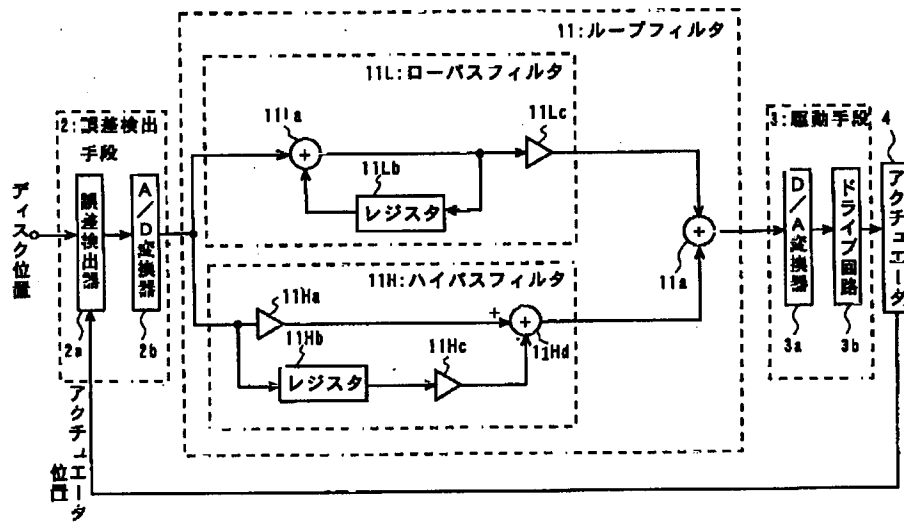 11:ループフィルタ
11L:ローパスフィルタ
11Ia
11Lc
11Lb
レジスタ
2:誤差検出
手段
誤差検出器
A/D変換器
2a
2b
ディスク位置
3:駆動手段
D/A変換器
ドライブ回路
3a
3b
4
アクチュエータ
11a
11H:ハイパスフィルタ
11Ha
11Hb
レジスタ
11Hc
11Hd
アクチュエータ
位置